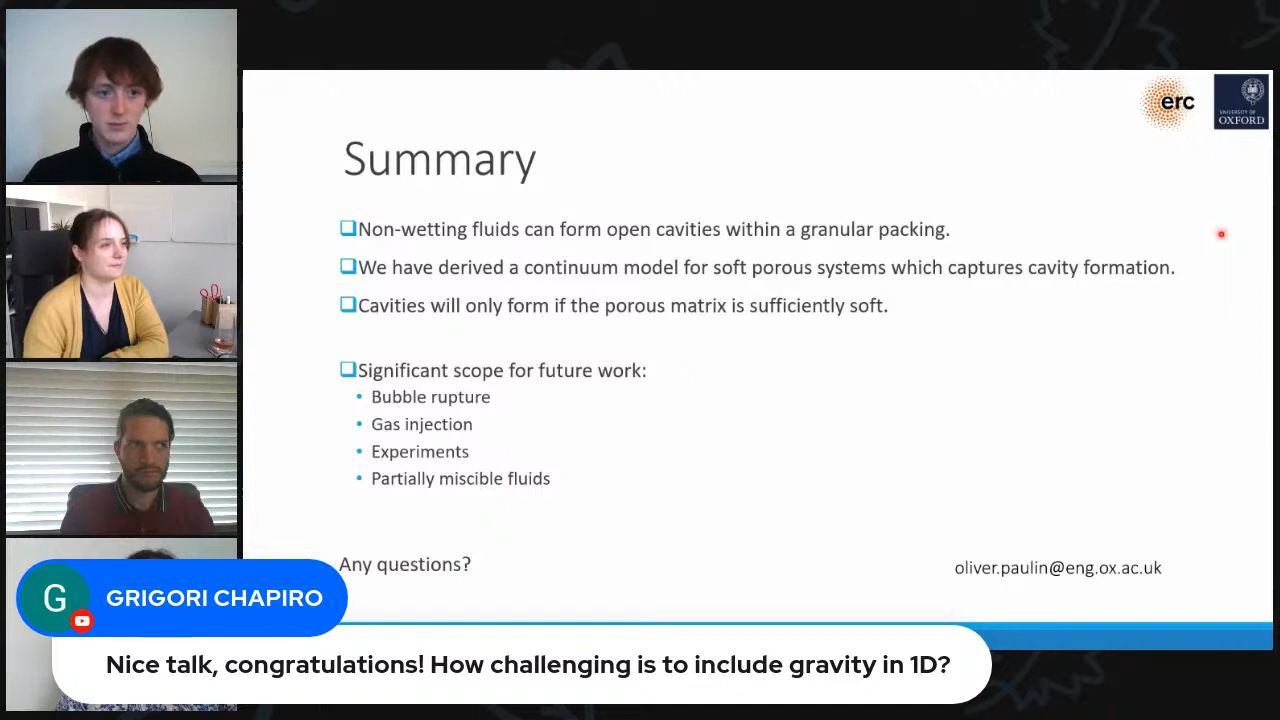 erc
UNIVERSITY OF
OXFORD
Summary
Non-wetting fluids can form open cavities within a granular packing.
We have derived a continuum model for soft porous systems which captures cavity formation.
Cavities will only form if the porous matrix is sufficiently soft.
Significant scope for future work:
• Bubble rupture
• Gas injection
• Experiments
• Partially miscible fluids
Any questions?
oliver.paulin@eng.ox.ac.uk
G
GRIGORI CHAPIRO
Nice talk, congratulations! How challenging is to include gravity in 1D?